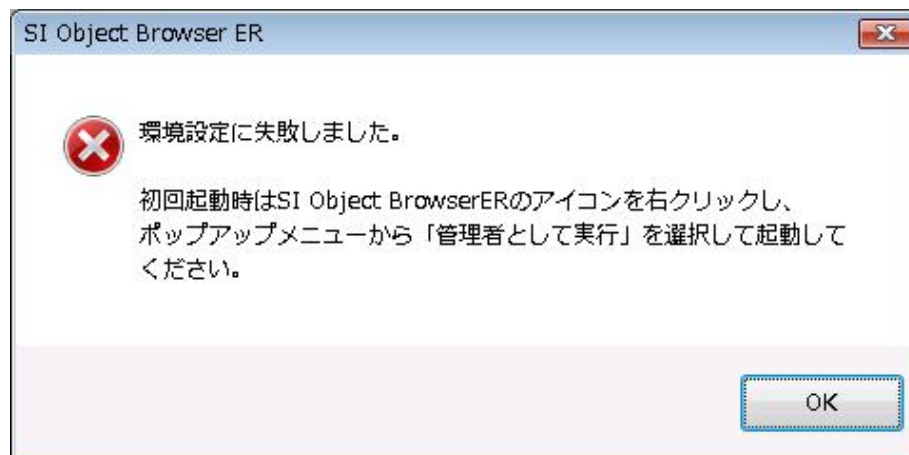 SI Object Browser ER
環境設定に失敗しました。
初回起動時はSI Object BrowserERのアイコンを右クリックし、
ポップアップメニューから「管理者として実行」を選択して起動して
ください。
OK